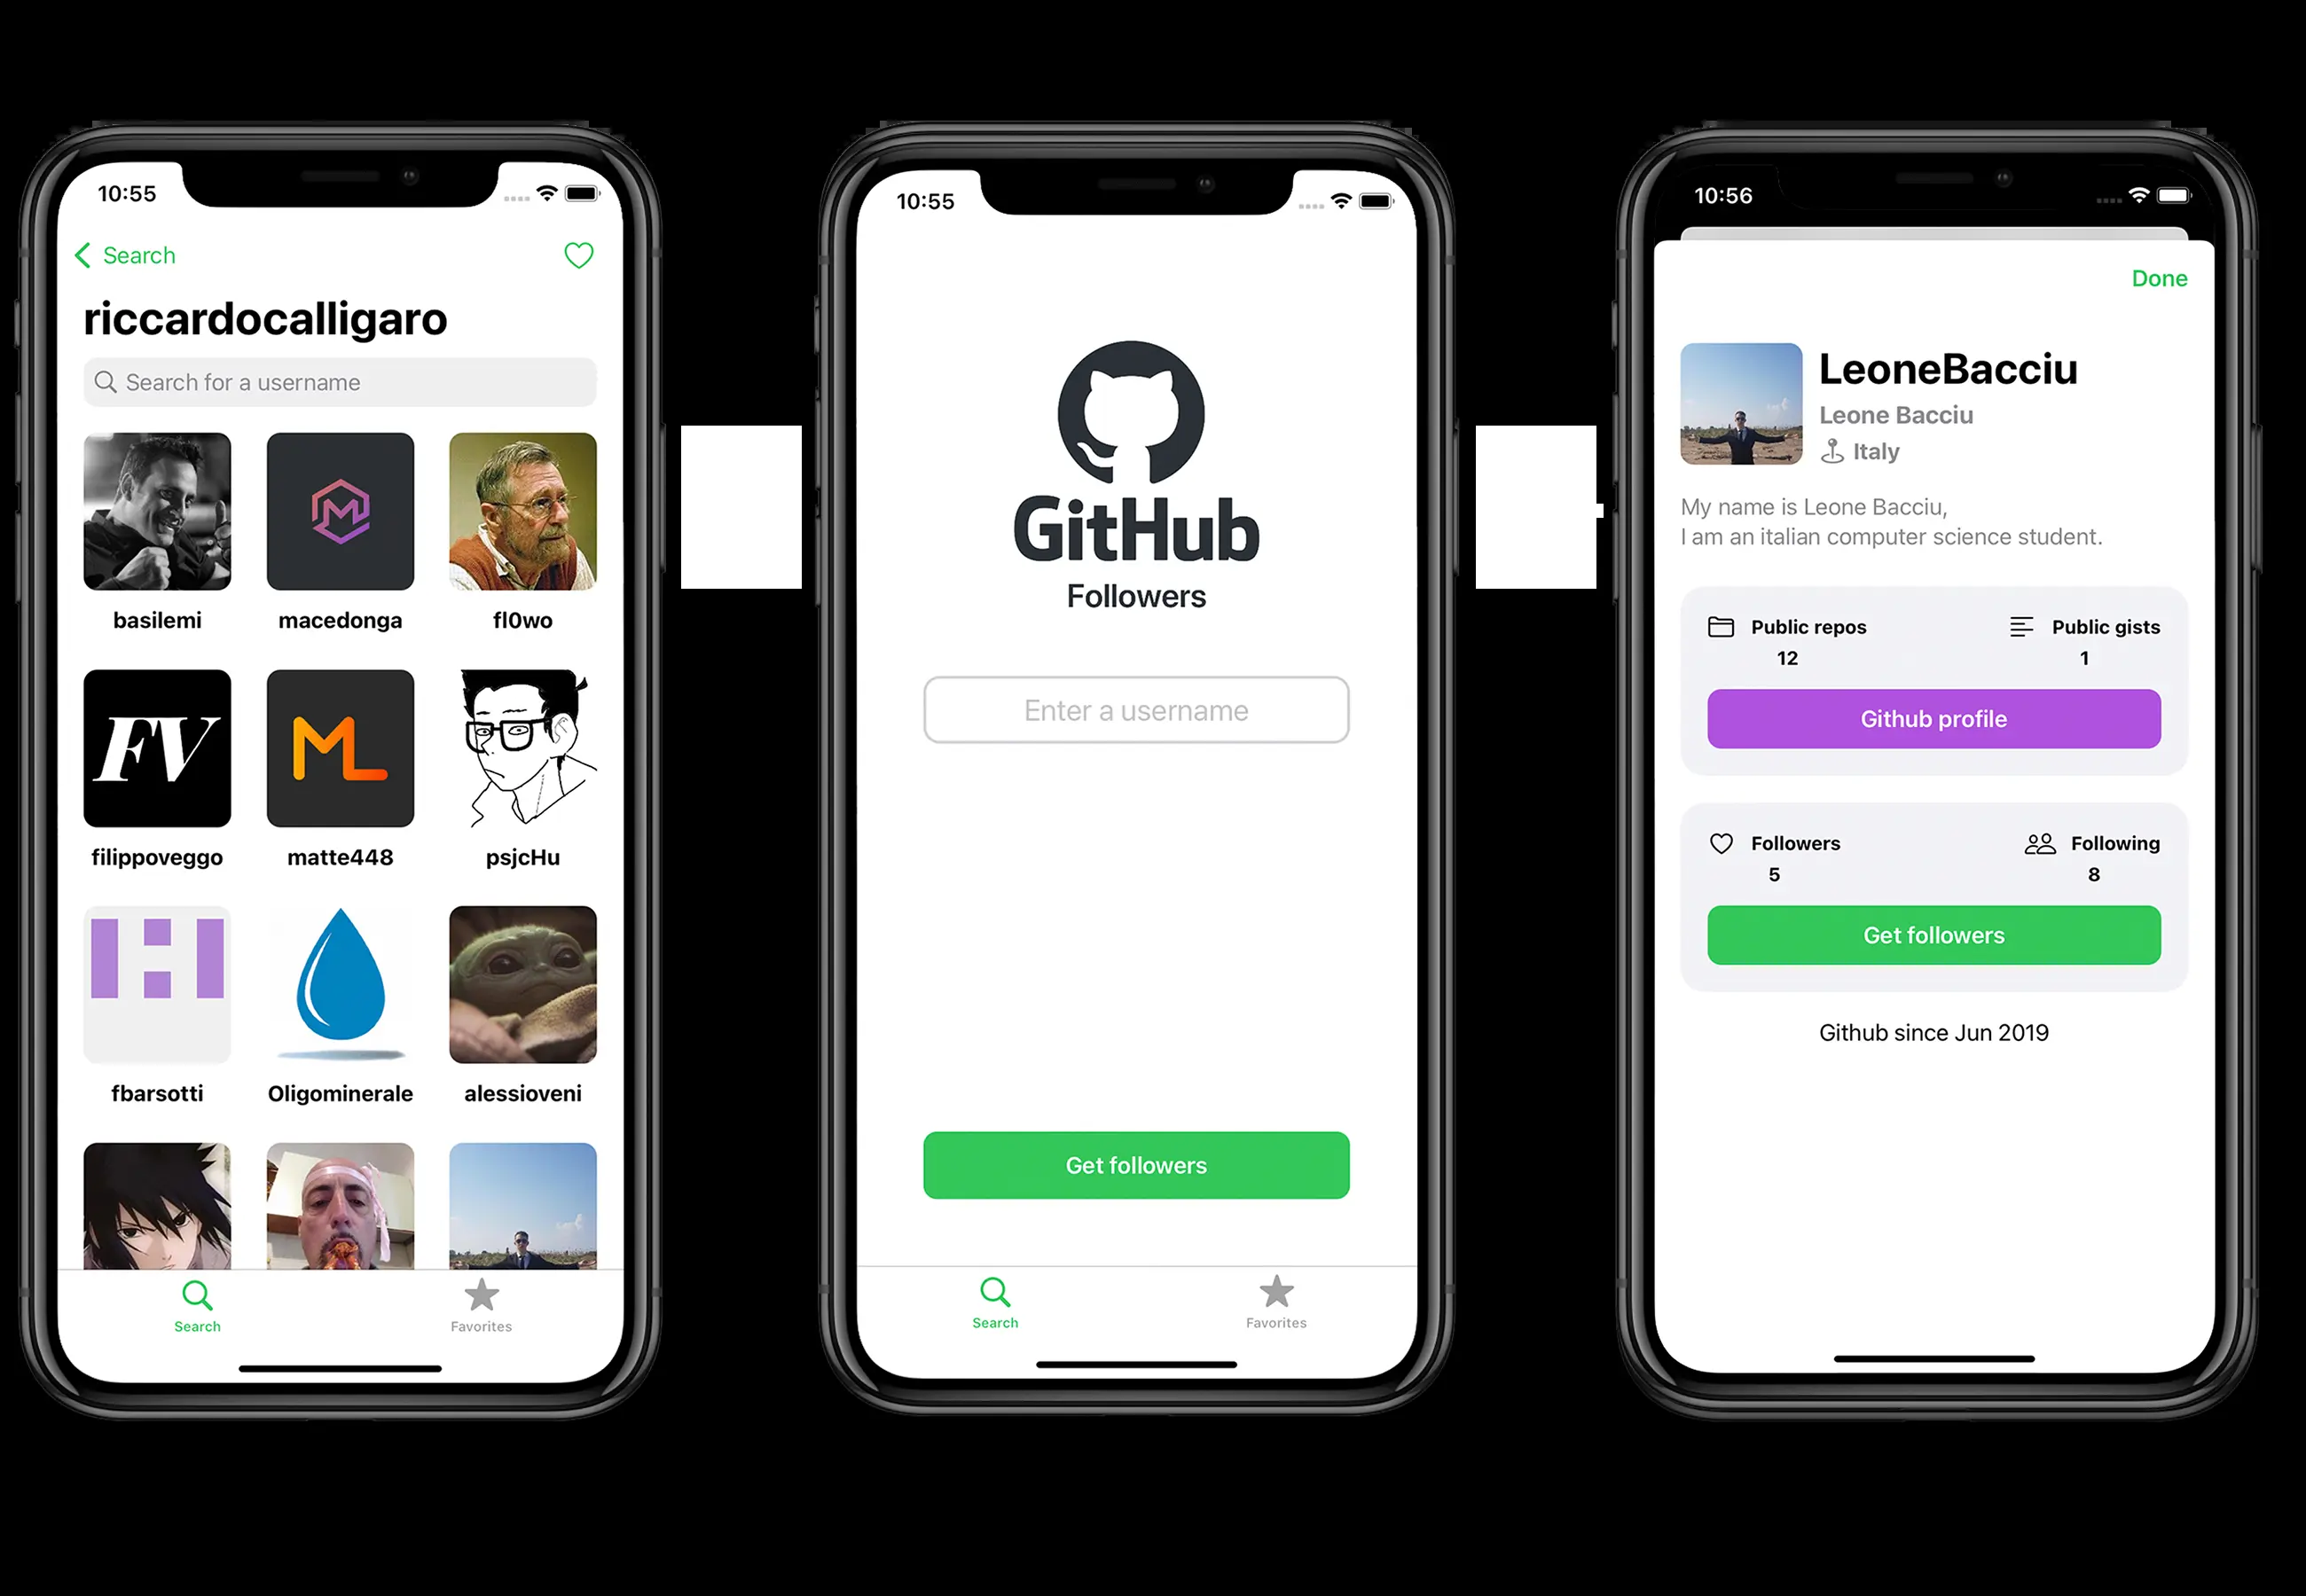 10:55
Search
riccardocalligaro
Search for a username
basilemi
macedonga
fl0wo
FV
ML
filippoveggo
matte448
psjcHu
fbarsotti
Oligominerale
alessioveni
Search
Favorites
10:55
GitHub
Followers
Enter a username
Get followers
Search
Favorites
10:56
Done
LeoneBacciu
Leone Bacciu
Italy
My name is Leone Bacciu,
I am an italian computer science student.
Public repos
Public gists
12
1
Github profile
Followers
Following
5
8
Get followers
Github since Jun 2019